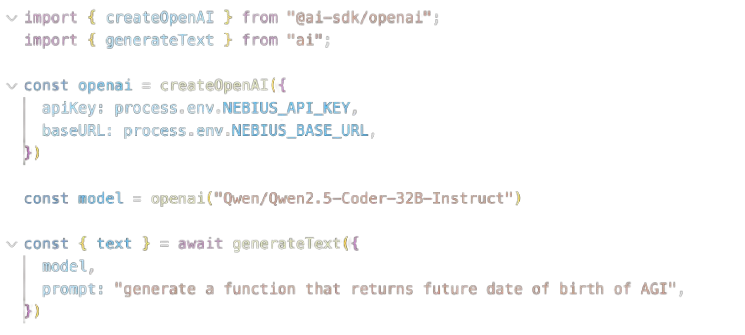 import { createOpenAI } from "@ai-sdk/openai";
import { generateText } from "ai";
const openai = createOpenAI({
apiKey: process.env.NEBIUS_API_KEY,
baseURL: process.env.NEBIUS_BASE_URL,
})
const model = openai("Qwen/Qwen2.5-Coder-32B-Instruct")
const { text } = await generateText({
model,
prompt: "generate a function that returns future date of birth of AGI",
})